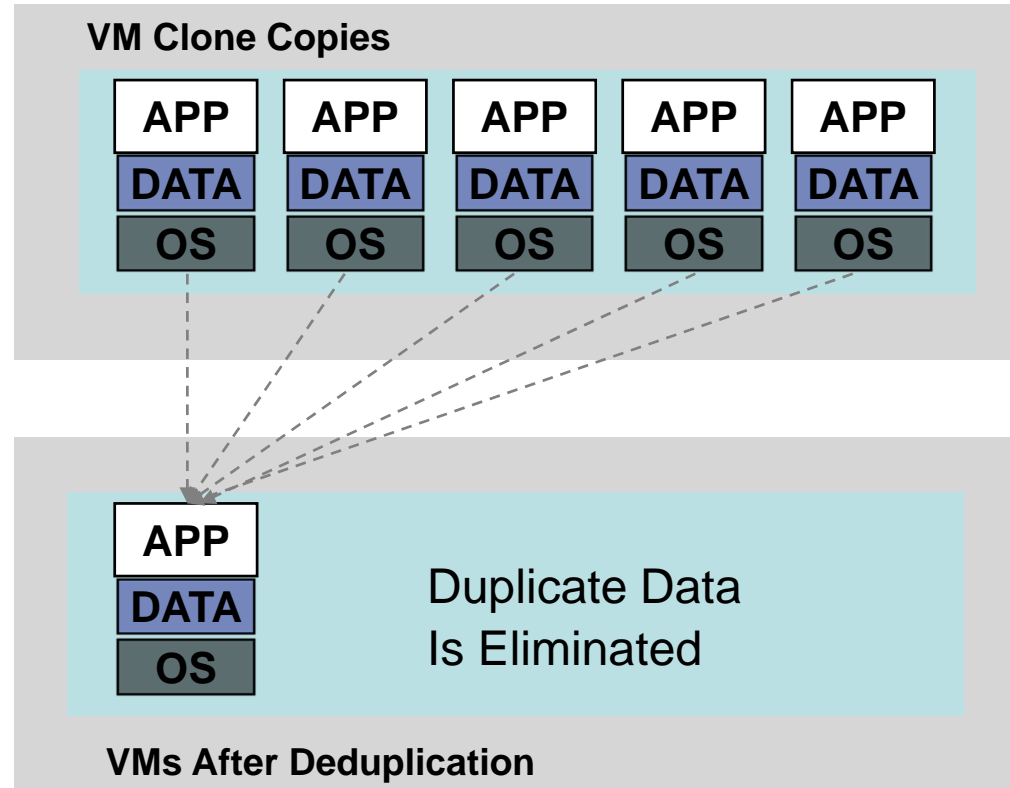 VM Clone Copies
APP APP APP APP APP
DATA DATA DATA DATA DATA
OS OS OS OS OS
APP
DATA
OS
Duplicate Data
Is Eliminated
VMs After Deduplication